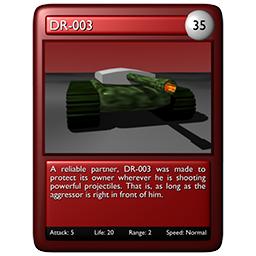 DR-003
35
A reliable partner, DR-003 was made to
protect its owner wherever he is shooting
powerful projectiles. That is, as long as the
aggressor is right in front of him.
Attack: 5 Life: 20 Range: 2 Speed: Normal